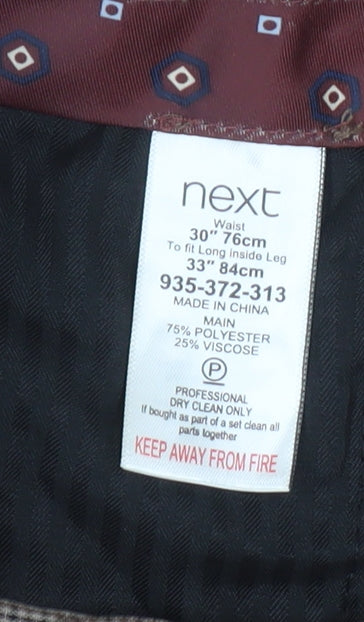 next
Waist
30" 76cm
To fit Long inside Leg
33" 84cm
935-372-313
MADE IN CHINA
MAIN
75% POLYESTER
25% VISCOSE
P
PROFESSIONAL
DRY CLEAN ONLY
If bought as part of a set clean all
parts together
KEEP AWAY FROM FIRE